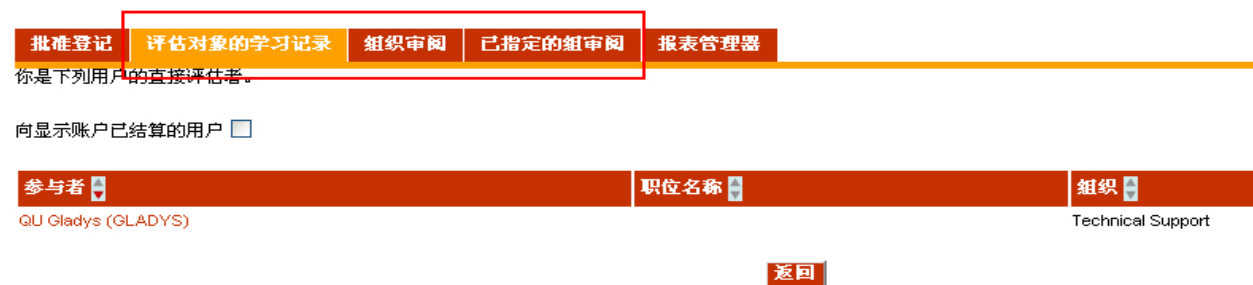 批准登记 评估对象的学习记录 组织审阅 已指定的组审阅 报表管理器
你是下列用户的直接评估者。
向显示账户已结算的用户
参与者 职位名称 组织
QU Gladys (GLADYS) Technical Support
返回